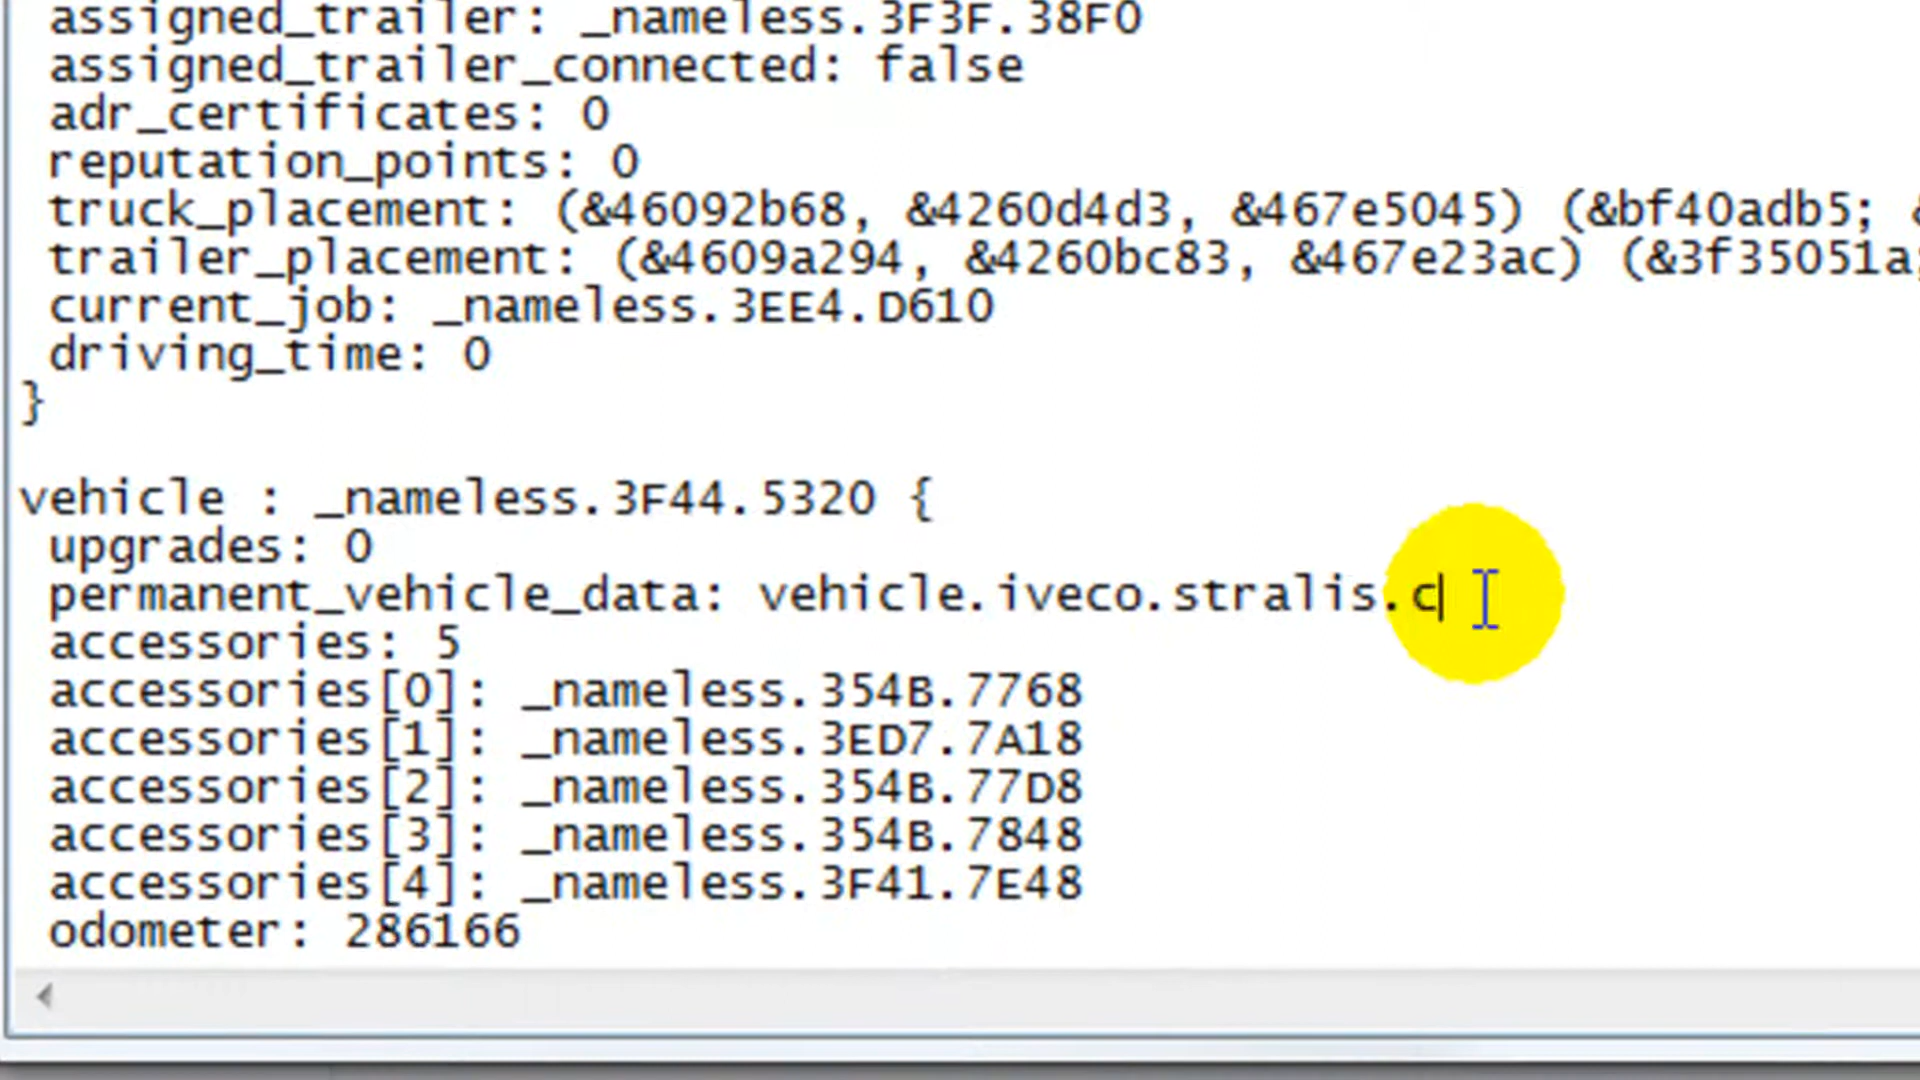 assigned_trailer: _nameless.3F3F.38F0
assigned_trailer_connected: false
adr_certificates: 0
reputation_points: 0
truck_placement: (&46092b68, &4260d4d3, &467e5045) (&bf40adb5; &
trailer_placement: (&4609a294, &4260bc83, &467e23ac) (&3f35051a;
current_job: _nameless.3EE4.D610
driving_time: 0
}
vehicle : _nameless.3F44.5320 {
upgrades: 0
permanent_vehicle_data: vehicle.iveco.stralis.c
accessories: 5
accessories[0]: _nameless.354B.7768
accessories[1]: _nameless.3ED7.7A18
accessories[2]: _nameless.354B.77D8
accessories[3]: _nameless.354B.7848
accessories[4]: _nameless.3F41.7E48
odometer: 286166